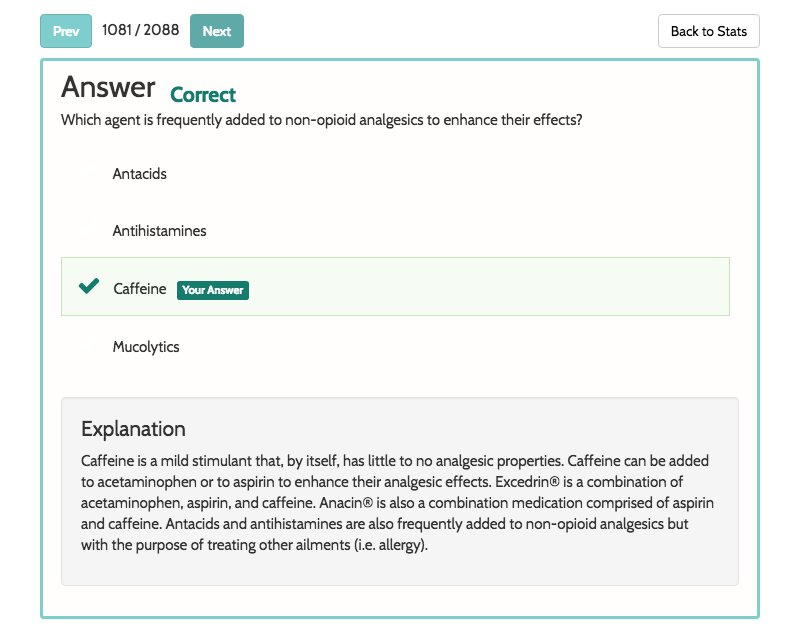 Prev 1081 / 2088 Next Back to Stats
Answer Correct
Which agent is frequently added to non-opioid analgesics to enhance their effects?
Antacids
Antihistamines
Caffeine Your Answer
Mucolytics
Explanation
Caffeine is a mild stimulant that, by itself, has little to no analgesic properties. Caffeine can be added
to acetaminophen or to aspirin to enhance their analgesic effects. Excedrin® is a combination of
acetaminophen, aspirin, and caffeine. Anacin® is also a combination medication comprised of aspirin
and caffeine. Antacids and antihistamines are also frequently added to non-opioid analgesics but
with the purpose of treating other ailments (i.e. allergy).